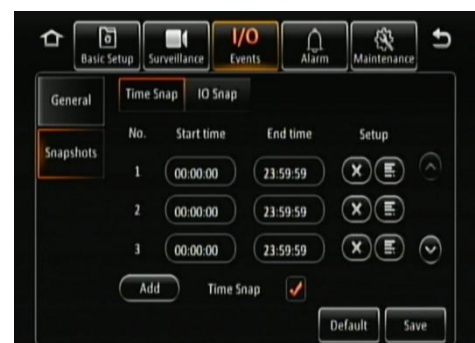 I/O
Basic Setup Surveillance Events Alarm Maintenance
General Time Snap IO Snap
No. Start time End time Setup
Snapshots
1 00:00:00 23:59:59
2 00:00:00 23:59:59
3 00:00:00 23:59:59
Add Time Snap
Default Save